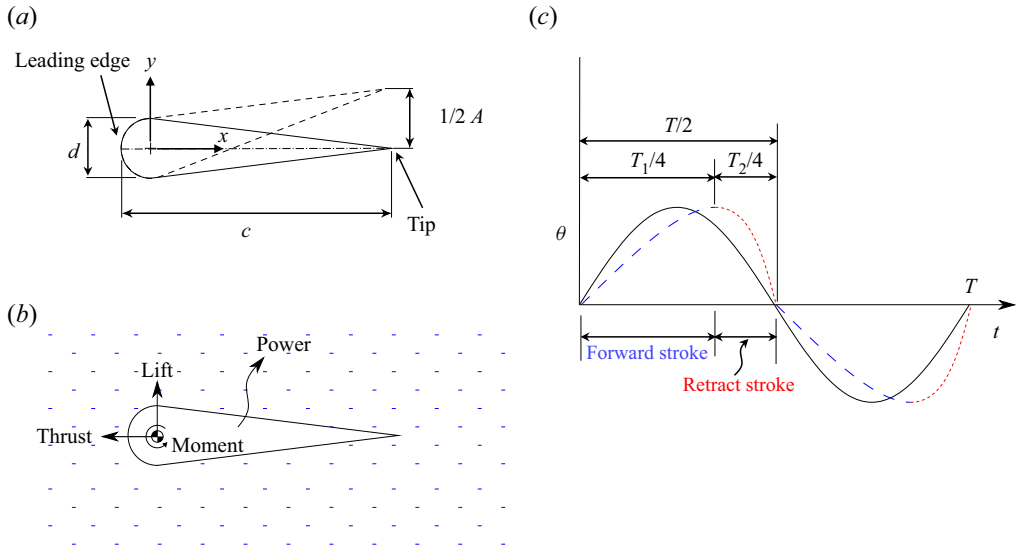 (a)
Leading edge
y
x
d
c
1/2 A
Tip
(b)
Power
Lift
Thrust
Moment
(c)
T/2
T₁/4
T₂/4
θ
T
t
Forward stroke
Retract stroke